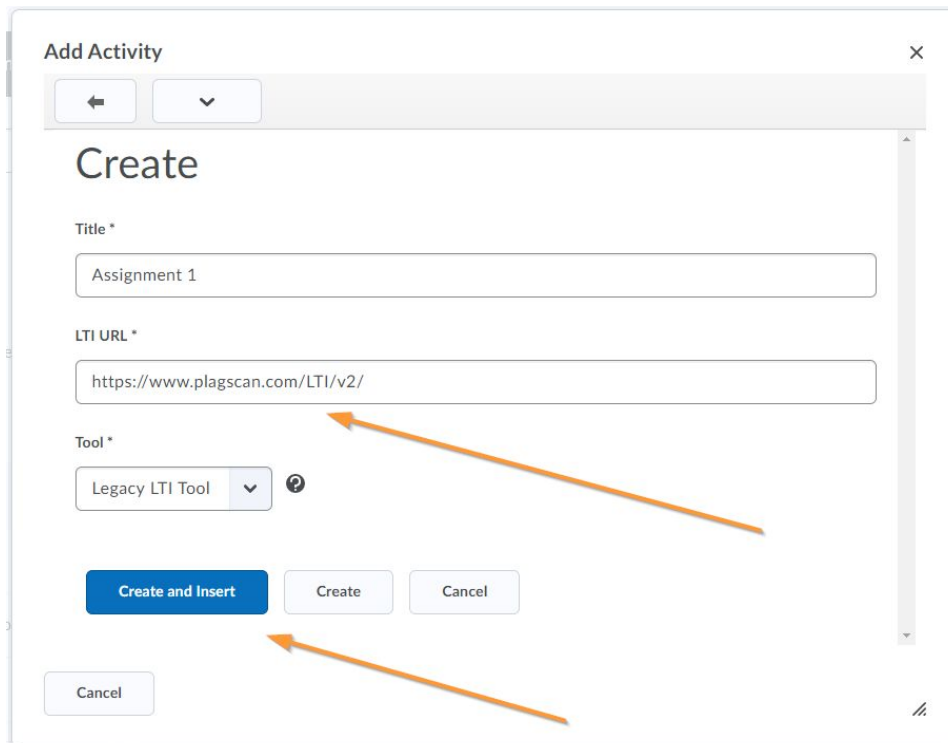 Add Activity
Create
Title *
Assignment 1
LTI URL *
https://www.plagscan.com/LTI/v2/
Tool *
Legacy LTI Tool
Create and Insert Create Cancel
Cancel